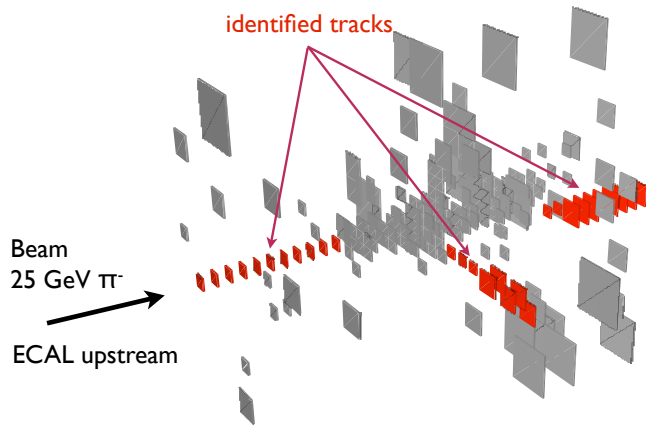 identified tracks
Beam
25 GeV π⁻
ECAL upstream